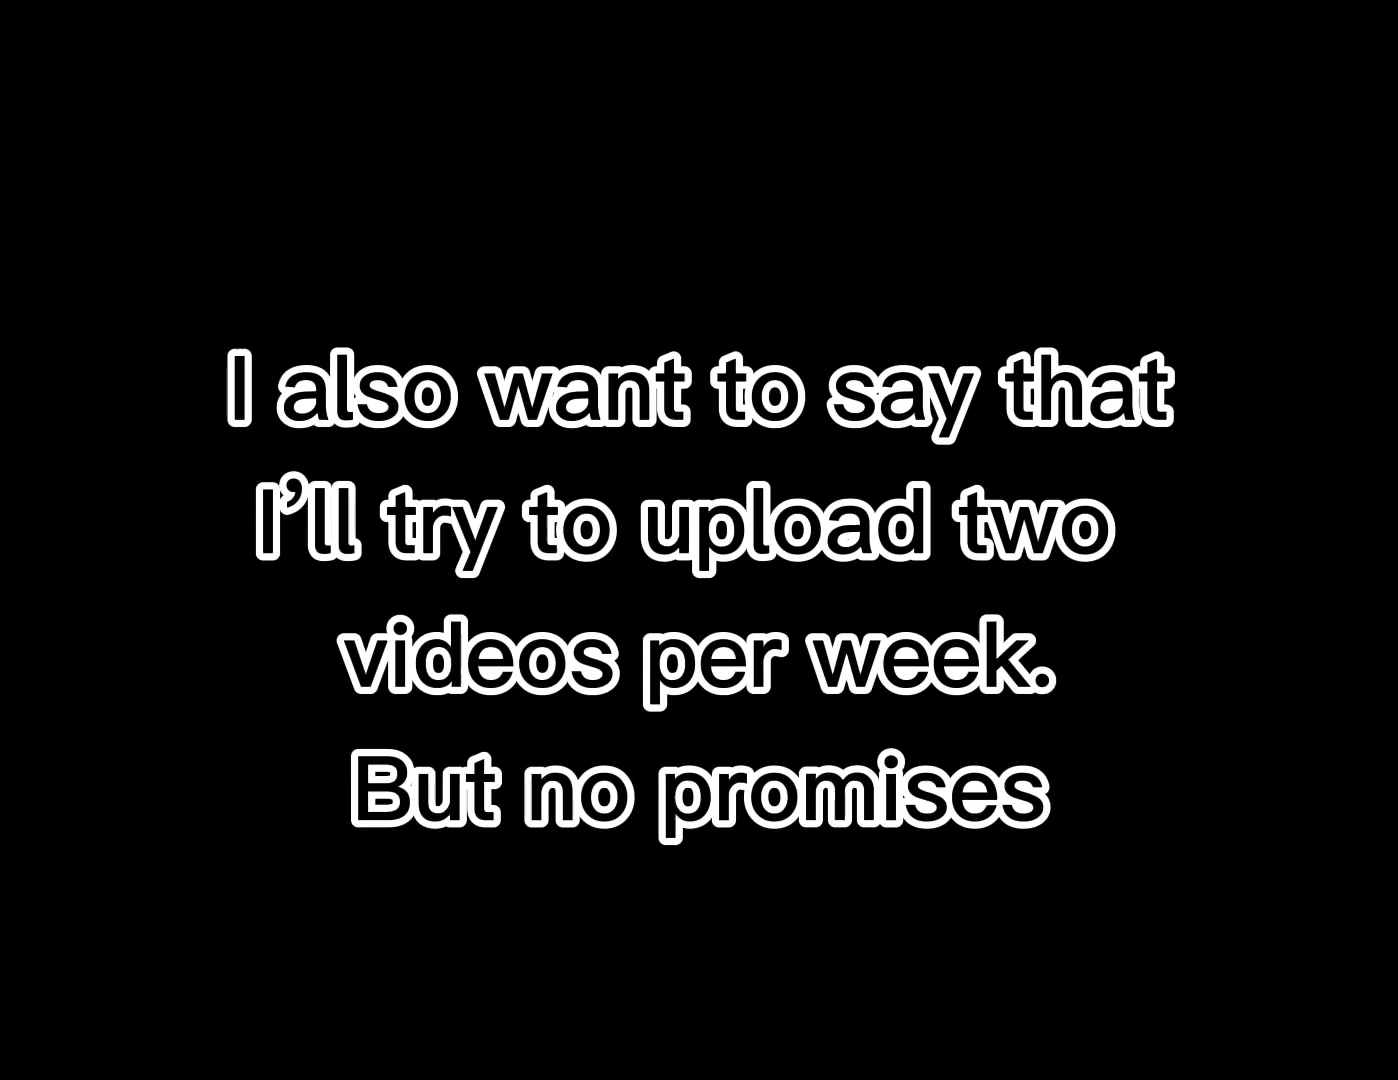 I also want to say that
I’ll try to upload two
videos per week.
But no promises